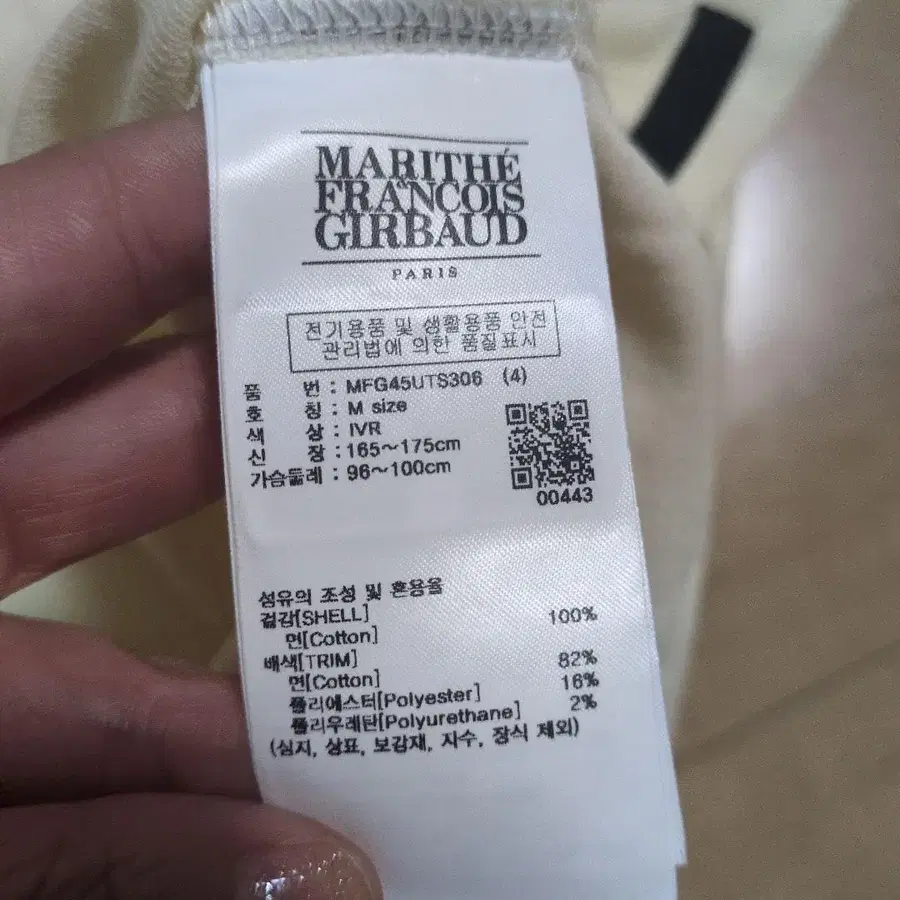 MARITHÉ
FRANCOIS
&
GIRBAUD
PARIS
전기용품 및 생활용품 안전
관리법에 의한 품질표시
품 번 : MFG45UTS306 (4)
호 칭 : M size
색 상 : IVR
신 장 : 165~175cm
가슴둘레 : 96~100cm
00443
섬유의 조성 및 혼용율
겉감[SHELL] 100%
면[Cotton]
배색[TRIM] 82%
면[Cotton] 16%
폴리에스터[Polyester] 2%
폴리우레탄[Polyurethane]
(심지, 상표, 보강재, 자수, 장식 제외)